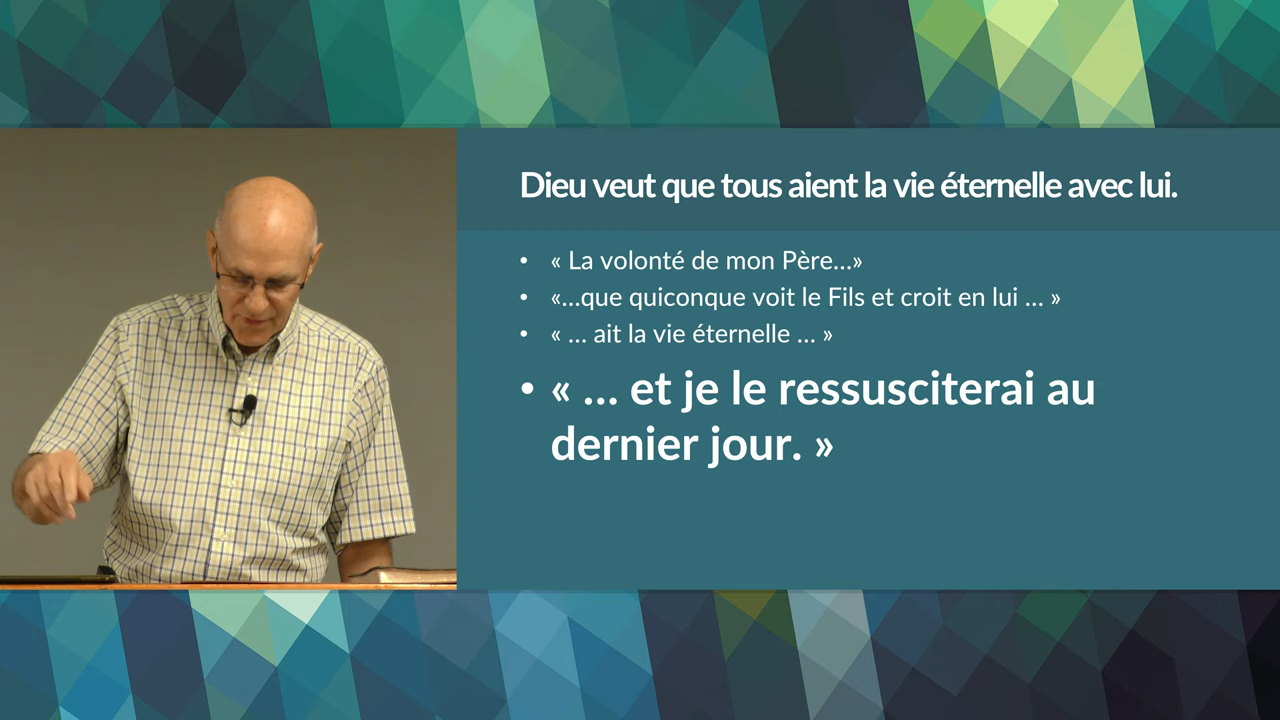 Dieu veut que tous aient la vie éternelle avec lui.
• « La volonté de mon Père...»
• «...que quiconque voit le Fils et croit en lui ... »
• « ... ait la vie éternelle ... »
• « ... et je le ressusciterai au
dernier jour. »